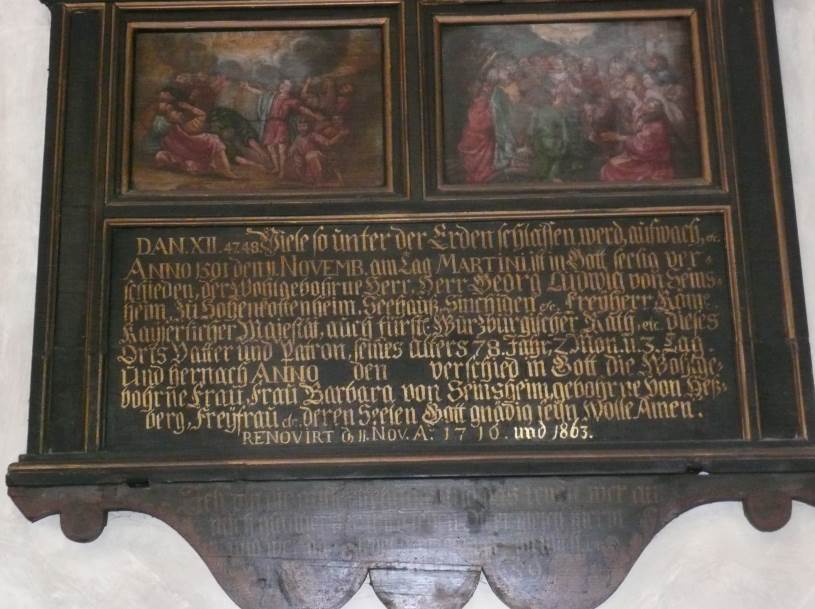 DAN.XII.47.48. Viele so unter der Erden schlaffen werd, aufwach, etc.
ANNO 1591 den 11. NOVEMB. am Tag MARTINI ist in Gott seelig ver-
schieden, der Wohlgebohrne Herr, Herr Georg Ludwig von Seins-
heim, zu Hohenkottenheim, Seehauß, Sinchingen etc. Freyherr Röm.
Kayserlicher Majestät, auch fürstl. Würzburgischer Rath, etc. dieses
Orts Vatter und Patron, seines Alters 78. Jahr, 2 Mon. u 3. Tag.
Und hernach ANNO den verschied in Gott die Wohlge-
bohrne Frau, Frau Barbara von Seinsheim, gebohrne von Heß-
berg, Freyfrau etc. deren Seelen Gott gnädig seyn Wolle Amen.
RENOVIRT d. 11. NOV. A. 1710. und 1863.